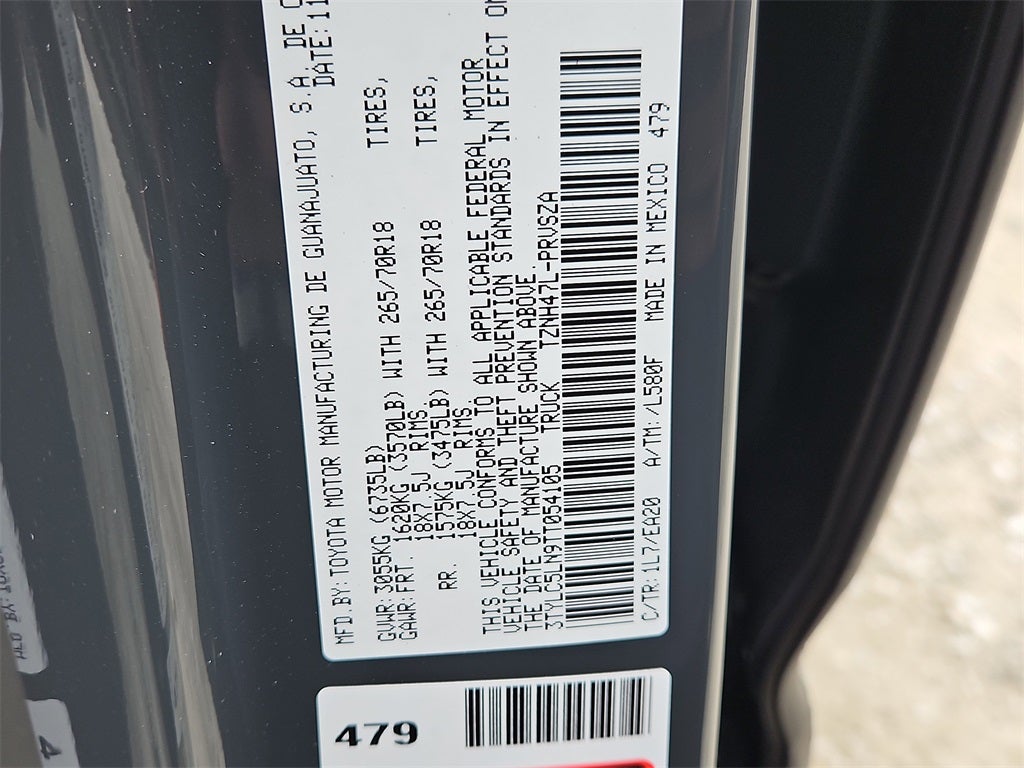 MFD.BY:TOYOTA MOTOR MANUFACTURING DE GUANAJUATO, S.A. DE C
DATE:11
GVWR:3055KG (6735LB)
GAWR:FRT. 1620KG (3570LB) WITH 265/70R18 TIRES,
18X7.5J RIMS.
RR. 1575KG (3475LB) WITH 265/70R18 TIRES,
18X7.5J RIMS.
THIS VEHICLE CONFORMS TO ALL APPLICABLE FEDERAL MOTOR
VEHICLE SAFETY AND THEFT PREVENTION STANDARDS IN EFFECT ON
THE DATE OF MANUFACTURE SHOWN ABOVE.
3TYLC5LN9TT054105 TRUCK TZNH47L-PRVSZA
C/TR:1L7/EA20 A/TM:/L580F MADE IN MEXICO 479
479
4